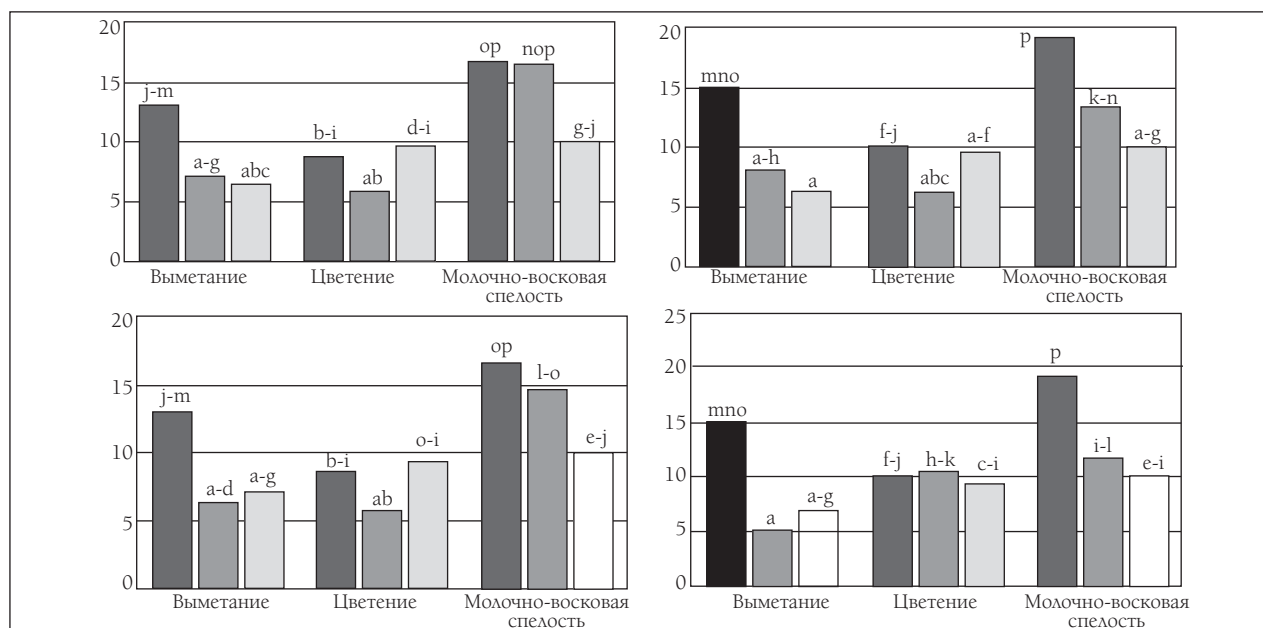 20
15
10
5
0
j-m
a-g
abc
b-i
ab
d-i
op
nop
g-j
Выметание
Цветение
Молочно-восковая
спелость
20
15
10
5
0
mno
a-h
a
f-j
abc
a-f
p
k-n
a-g
Выметание
Цветение
Молочно-восковая
спелость
20
15
10
5
0
j-m
a-d
a-g
b-i
ab
o-i
op
l-o
e-j
Выметание
Цветение
Молочно-восковая
спелость
25
20
15
10
5
0
mno
a
a-g
f-j
h-k
c-i
p
i-l
e-i
Выметание
Цветение
Молочно-восковая
спелость